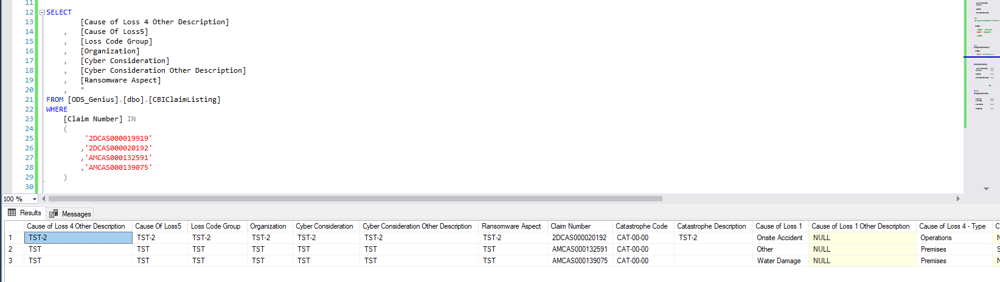 11
12 SELECT
13 [Cause of Loss 4 Other Description]
14 , [Cause Of Loss5]
15 , [Loss Code Group]
16 , [Organization]
17 , [Cyber Consideration]
18 , [Cyber Consideration Other Description]
19 , [Ransomware Aspect]
20 , *
21 FROM [ODS_Genius].[dbo].[CBIClaimListing]
22 WHERE
23 [Claim Number] IN
24 (
25 '2DCAS000019919'
26 ,'2DCAS000020192'
27 ,'AMCAS000132591'
28 ,'AMCAS000139075'
29 )
30
100 %
Results Messages
Cause of Loss 4 Other Description Cause Of Loss5 Loss Code Group Organization Cyber Consideration Cyber Consideration Other Description Ransomware Aspect Claim Number Catastrophe Code Catastrophe Description Cause of Loss 1 Cause of Loss 1 Other Description Cause of Loss 4 - Type C
1 TST-2 TST-2 TST-2 TST-2 TST-2 TST-2 TST-2 2DCAS000020192 CAT-00-00 TST-2 Onsite Accident NULL Operations N
2 TST TST TST TST TST TST TST AMCAS000132591 CAT-00-00 Other NULL Premises S
3 TST TST TST TST TST TST TST AMCAS000139075 CAT-00-00 Water Damage NULL Premises N